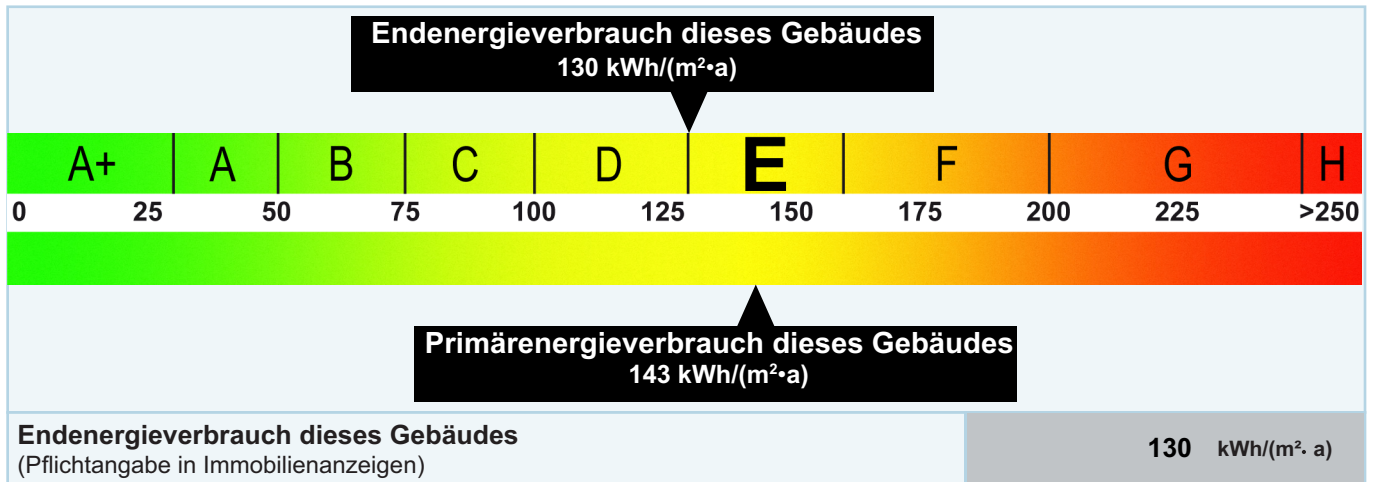 Endenergieverbrauch dieses Gebäudes
130 kWh/(m²•a)
A+ A B C D E F G H
0 25 50 75 100 125 150 175 200 225 >250
Primärenergieverbrauch dieses Gebäudes
143 kWh/(m²•a)
Endenergieverbrauch dieses Gebäudes
(Pflichtangabe in Immobilienanzeigen)
130 kWh/(m²· a)